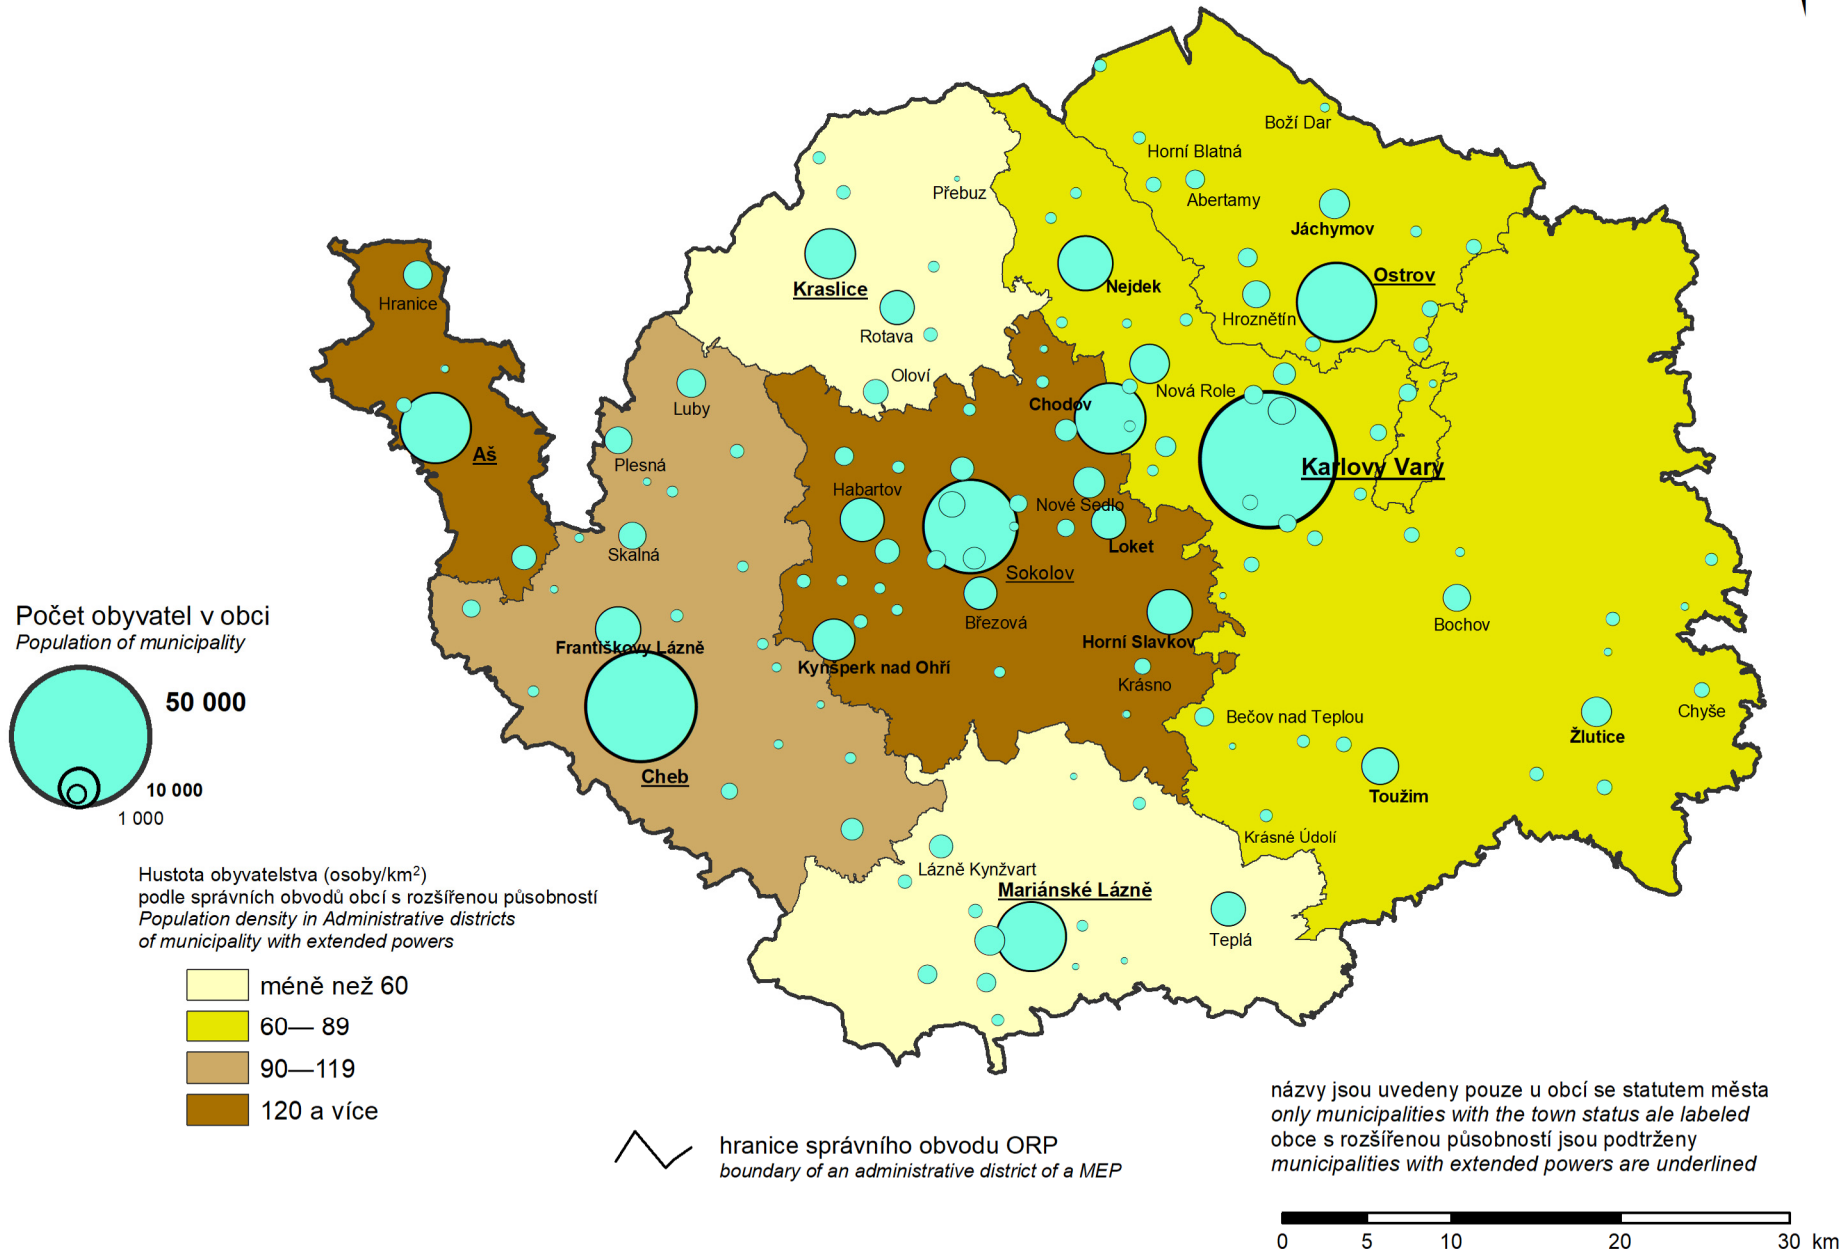 Boží Dar
Horní Blatná
Přebuz
Abertamy
Jáchymov
Ostrov
Kraslice
Nejdek
Hranice
Hroznětín
Rotava
Oloví
Nová Role
Luby
Chodov
Aš
Plesná
Karlovy Vary
Habartov
Nové Sedlo
Skalná
Loket
Sokolov
Březová
Bochov
Františkovy Lázně
Horní Slavkov
Kynšperk nad Ohří
Krásno
Bečov nad Teplou
Chyše
Žlutice
Cheb
Toužim
Krásné Údolí
Lázně Kynžvart
Mariánské Lázně
Teplá
Počet obyvatel v obci
Population of municipality
50 000
10 000
1 000
Hustota obyvatelstva (osoby/km²)
podle správních obvodů obcí s rozšířenou působností
Population density in Administrative districts
of municipality with extended powers
méně než 60
60— 89
90—119
120 a více
hranice správního obvodu ORP
boundary of an administrative district of a MEP
názvy jsou uvedeny pouze u obcí se statutem města
only municipalities with the town status ale labeled
obce s rozšířenou působností jsou podtrženy
municipalities with extended powers are underlined
0 5 10 20 30 km